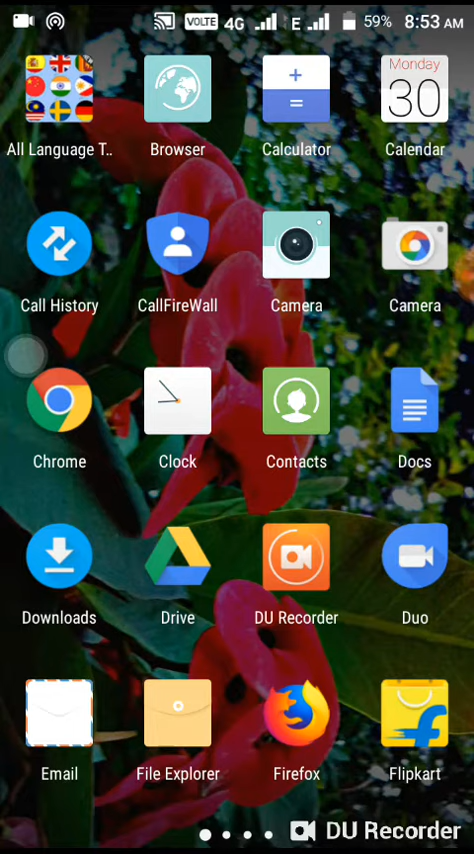 VOLTE 4G E 59% 8:53 AM
Monday
30
All Language T..
Browser
Calculator
Calendar
Call History
CallFireWall
Camera
Camera
Chrome
Clock
Contacts
Docs
Downloads
Drive
DU Recorder
Duo
Email
File Explorer
Firefox
Flipkart
DU Recorder